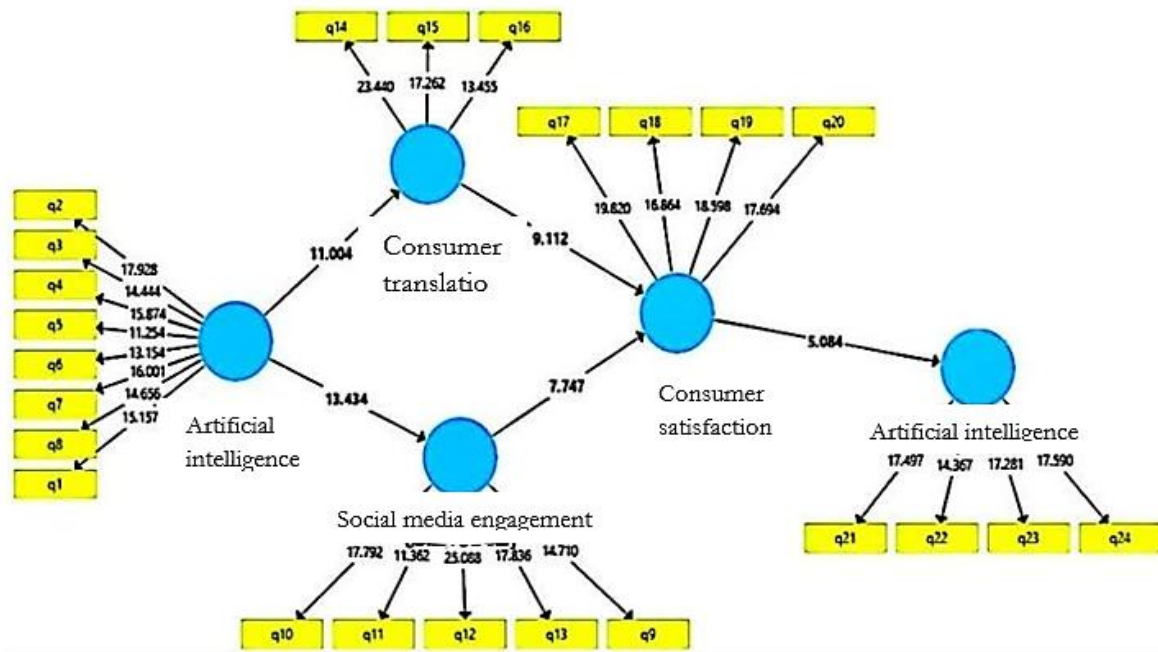 q14
q15
q16
23.440
17.262
13.455
q17
q18
q19
q20
19.820
16.864
18.398
17.694
q2
q3
q4
q5
q6
q7
q8
q1
17.928
14.444
15.874
11.254
13.154
16.001
14.656
15.157
Artificial
intelligence
11.004
13.434
Consumer
translatio
9.112
7.747
Consumer
satisfaction
5.084
Artificial intelligence
17.497
14.367
17.281
17.590
q21
q22
q23
q24
Social media engagement
17.792
11.362
25.088
17.836
14.710
q10
q11
q12
q13
q9